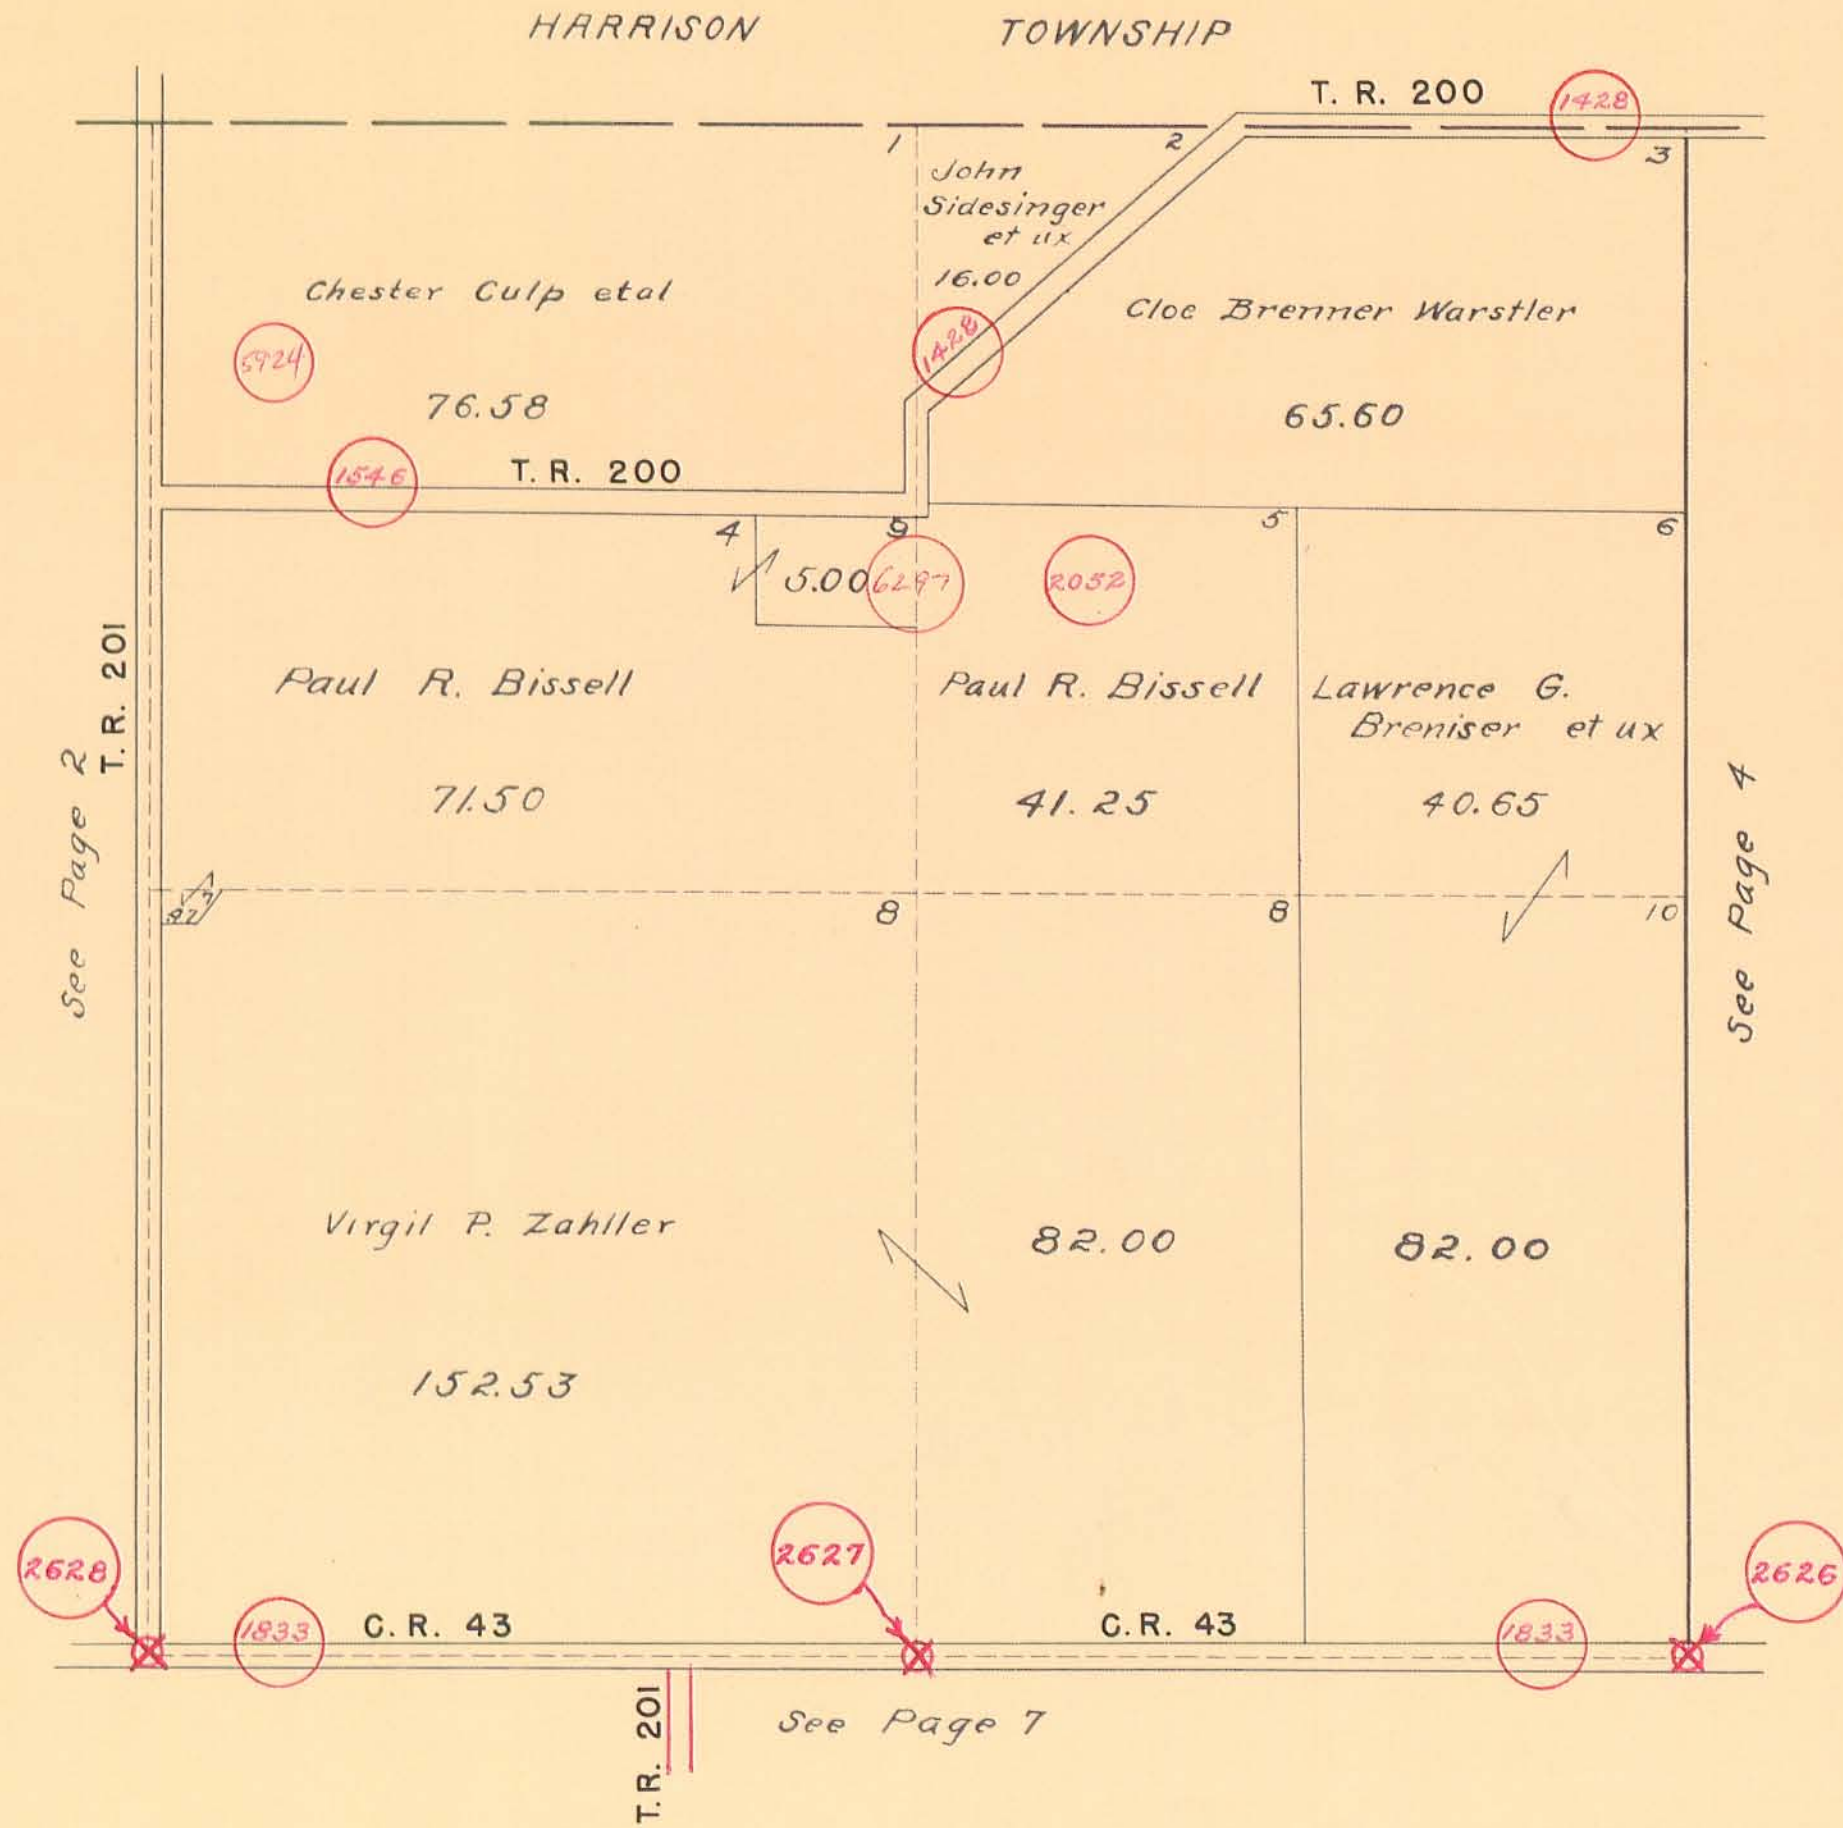 HARRISON TOWNSHIP
T. R. 200
1428
1
2
3
John
Sidesinger
et ux
16.00
Chester Culp etal
Cloe Brenner Warstler
1428
5924
76.58
65.60
T. R. 200
1546
4
9
5
6
5.00
6297
2052
T. R. 201
Paul R. Bissell
Paul R. Bissell
Lawrence G.
Breniser et ux
71.50
41.25
40.65
See Page 2
See Page 4
8
8
10
Virgil P. Zahller
82.00
82.00
152.53
2628
2627
2626
1833
C. R. 43
C. R. 43
1833
T. R. 201
See Page 7